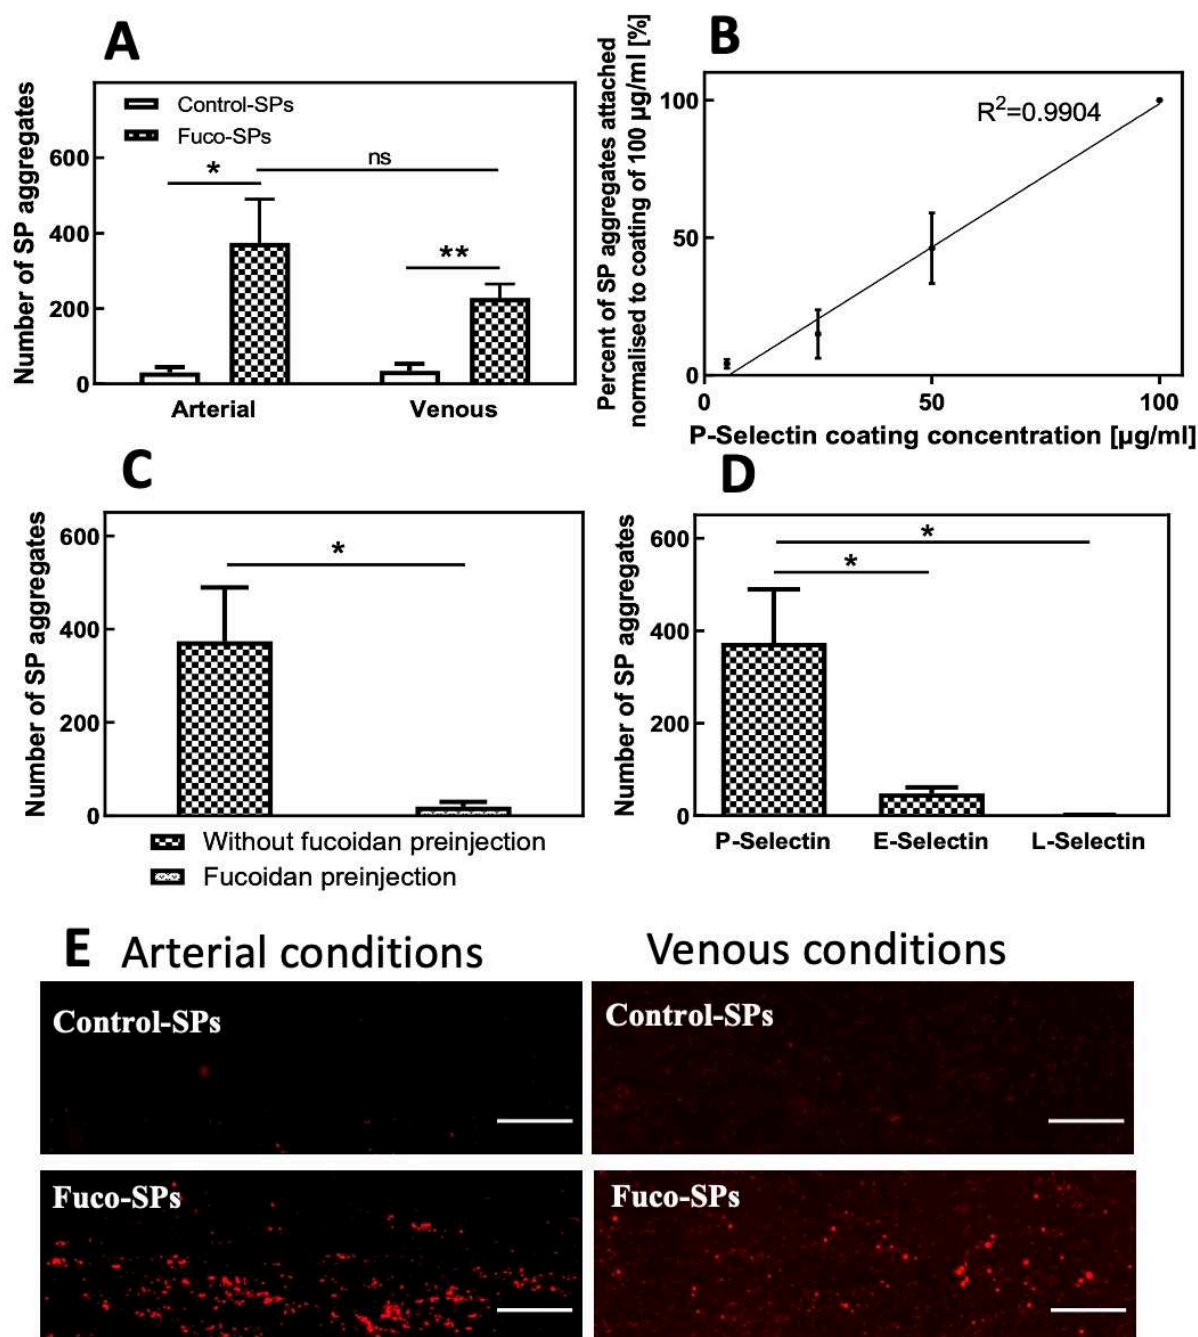 A
Number of SP aggregates
600
400
200
0
Control-SPs
Fuco-SPs
*
ns
**
Arterial
Venous
B
Percent of SP aggregates attached
normalised to coating of 100 µg/ml [%]
100
50
0
R²=0.9904
0
50
100
P-Selectin coating concentration [µg/ml]
C
Number of SP aggregates
600
400
200
0
*
Without fucoidan preinjection
Fucoidan preinjection
D
Number of SP aggregates
600
400
200
0
*
*
P-Selectin
E-Selectin
L-Selectin
E
Arterial conditions
Venous conditions
Control-SPs
Control-SPs
Fuco-SPs
Fuco-SPs